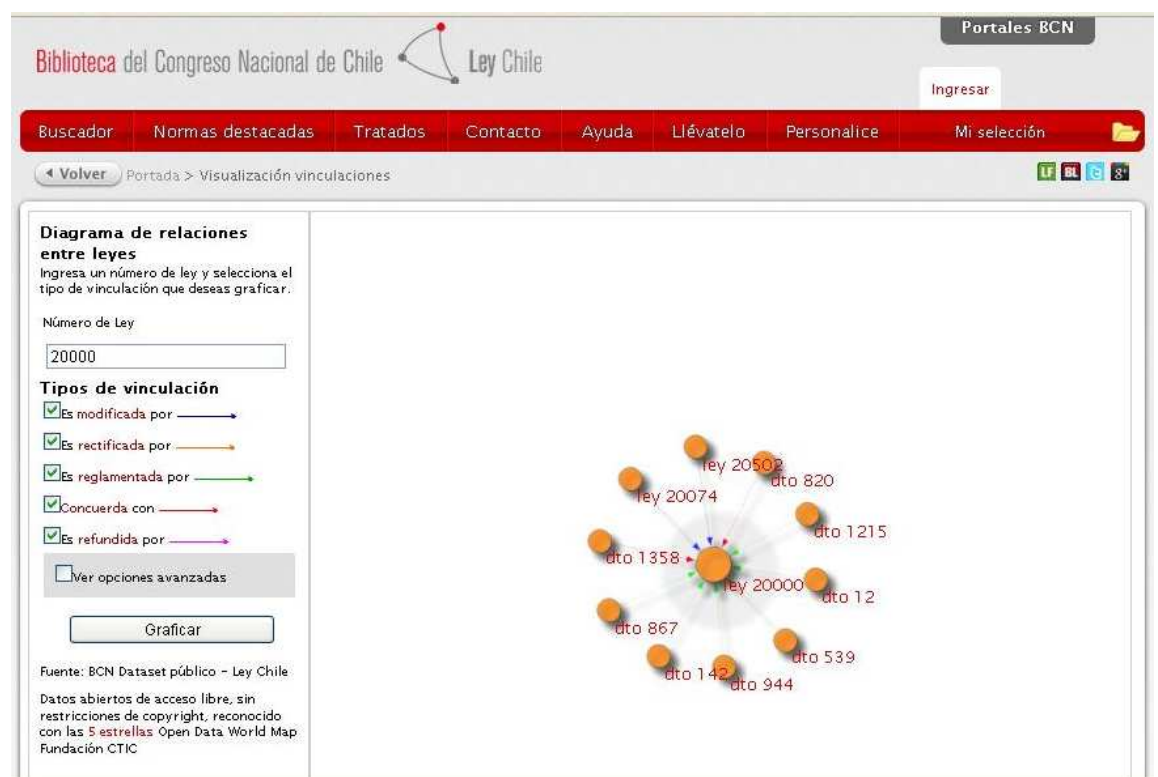 Portales BCN
Biblioteca del Congreso Nacional de Chile
Ley Chile
Ingresar
Buscador Normas destacadas Tratados Contacto Ayuda Llévatelo Personalice Mi selección
Volver Portada > Visualización vinculaciones
LF BL t g+
Diagrama de relaciones
entre leyes
Ingresa un número de ley y selecciona el
tipo de vinculación que deseas graficar.
Número de Ley
20000
Tipos de vinculación
Es modificada por
Es rectificada por
Es reglamentada por
Concuerda con
Es refundida por
Ver opciones avanzadas
Graficar
Fuente: BCN Dataset público - Ley Chile
Datos abiertos de acceso libre, sin
restricciones de copyright, reconocido
con las 5 estrellas Open Data World Map
Fundación CTIC
ley 20502
dto 820
ley 20074
dto 1215
dto 1358
ley 20000
dto 12
dto 867
dto 539
dto 142
dto 944